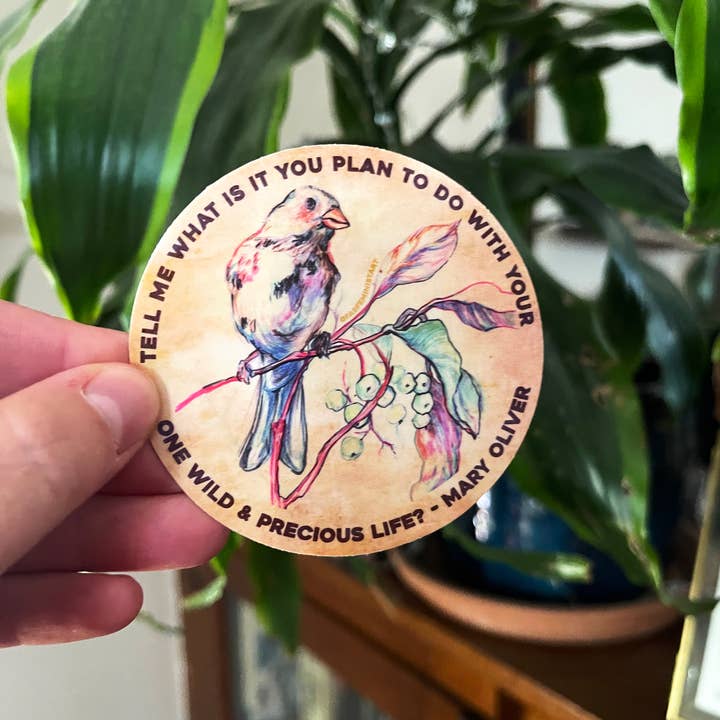 TELL ME WHAT IS IT YOU PLAN TO DO WITH YOUR
ONE WILD & PRECIOUS LIFE? - MARY OLIVER